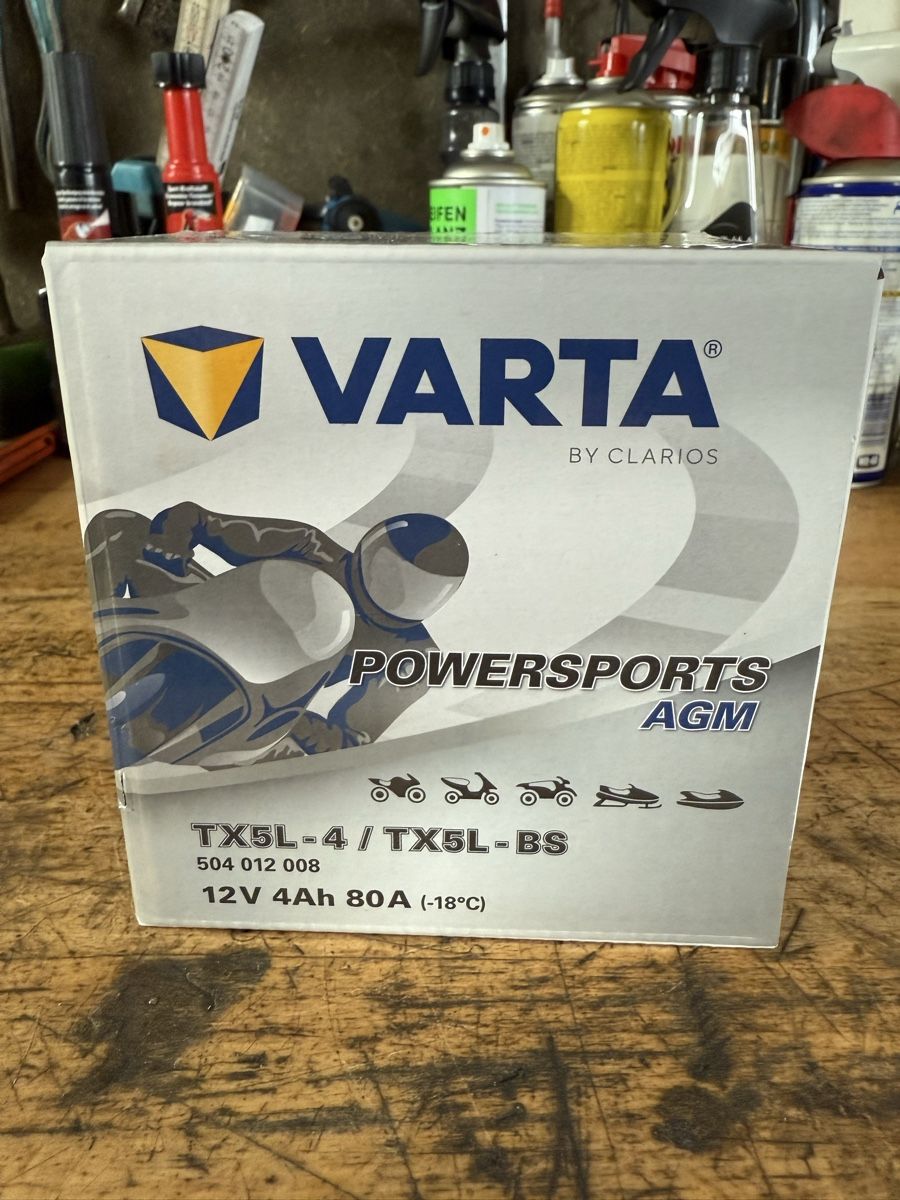 VARTA®
BY CLARIOS
POWERSPORTS
AGM
TX5L-4 / TX5L-BS
504 012 008
12V 4Ah 80A (-18°C)